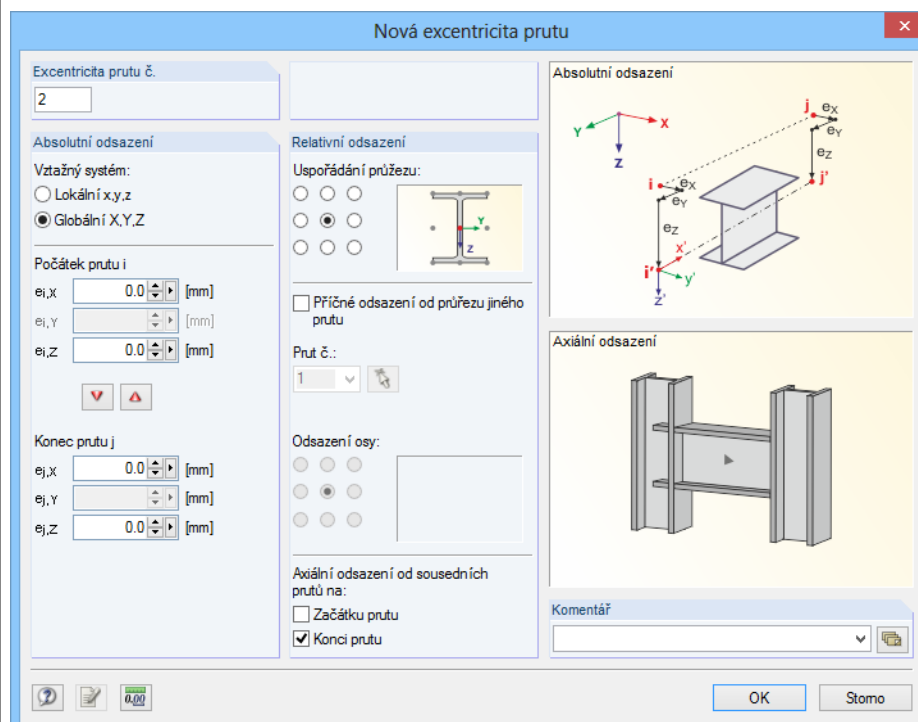 Nová excentricita prutu
Excentricita prutu č.
2
Absolutní odsazení
Vztažný systém:
Lokální x,y,z
Globální X,Y,Z
Počátek prutu i
ei,X 0.0 [mm]
ei,Y [mm]
ei,Z 0.0 [mm]
Konec prutu j
ej,X 0.0 [mm]
ej,Y [mm]
ej,Z 0.0 [mm]
Relativní odsazení
Uspořádání průžezu:
Y
Z
Příčné odsazení od průřezu jiného
prutu
Prut č.:
1
Odsazení osy:
Axiální odsazení od sousedních
prutů na:
Začátku prutu
Konci prutu
Absolutní odsazení
Y X
Z
j eX
eY
eZ
j'
i eX
eY
eZ
x'
i' y'
z'
Axiální odsazení
Komentář
0.00
OK Storno